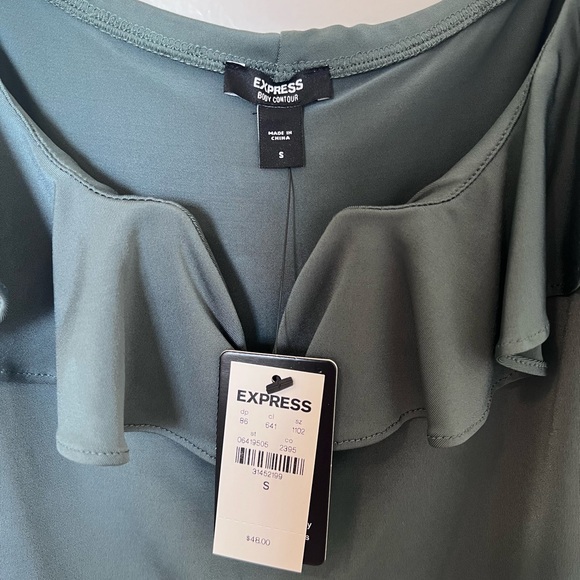 EXPRESS
BODY CONTOUR
MADE IN
CHINA
S
EXPRESS
dp cl sz
86 641 1102
st co
06419505 2395
31452199
S
$48.00
y
s